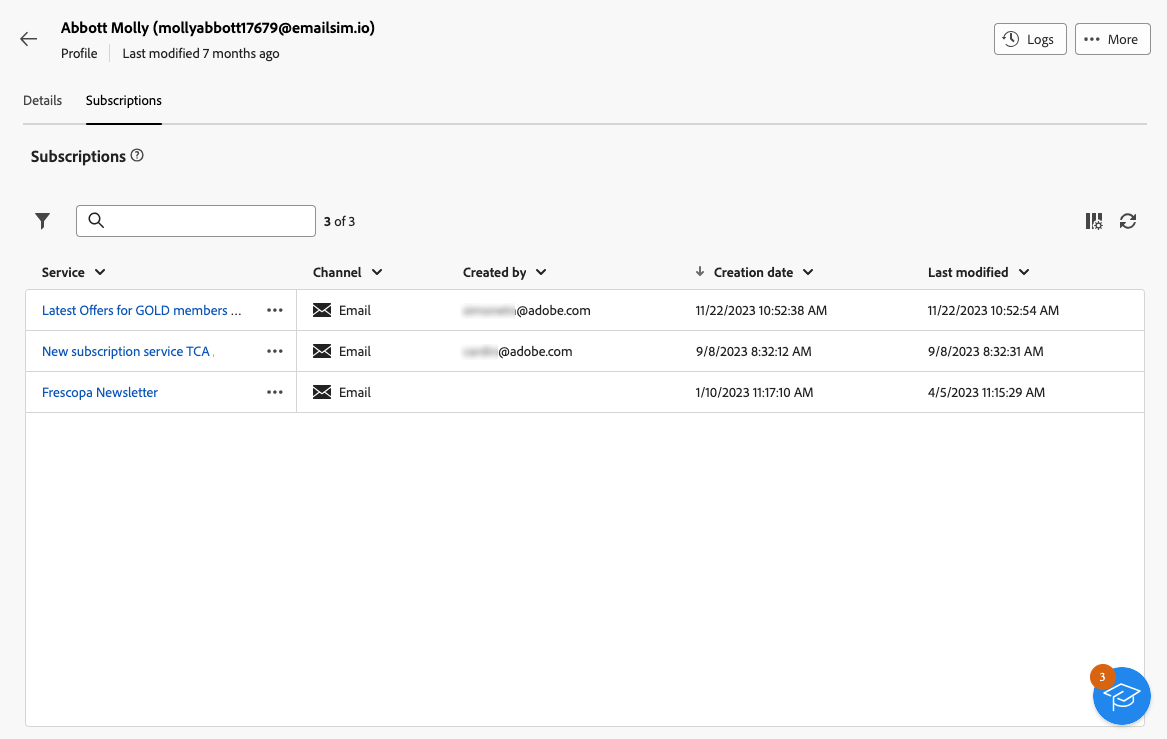 Abbott Molly (mollyabbott17679@emailsim.io)
Profile Last modified 7 months ago
Logs
More
Details Subscriptions
Subscriptions
3 of 3
Service Channel Created by Creation date Last modified
Latest Offers for GOLD members ... Email @adobe.com 11/22/2023 10:52:38 AM 11/22/2023 10:52:54 AM
New subscription service TCA Email @adobe.com 9/8/2023 8:32:12 AM 9/8/2023 8:32:31 AM
Frescopa Newsletter Email 1/10/2023 11:17:10 AM 4/5/2023 11:15:29 AM
3